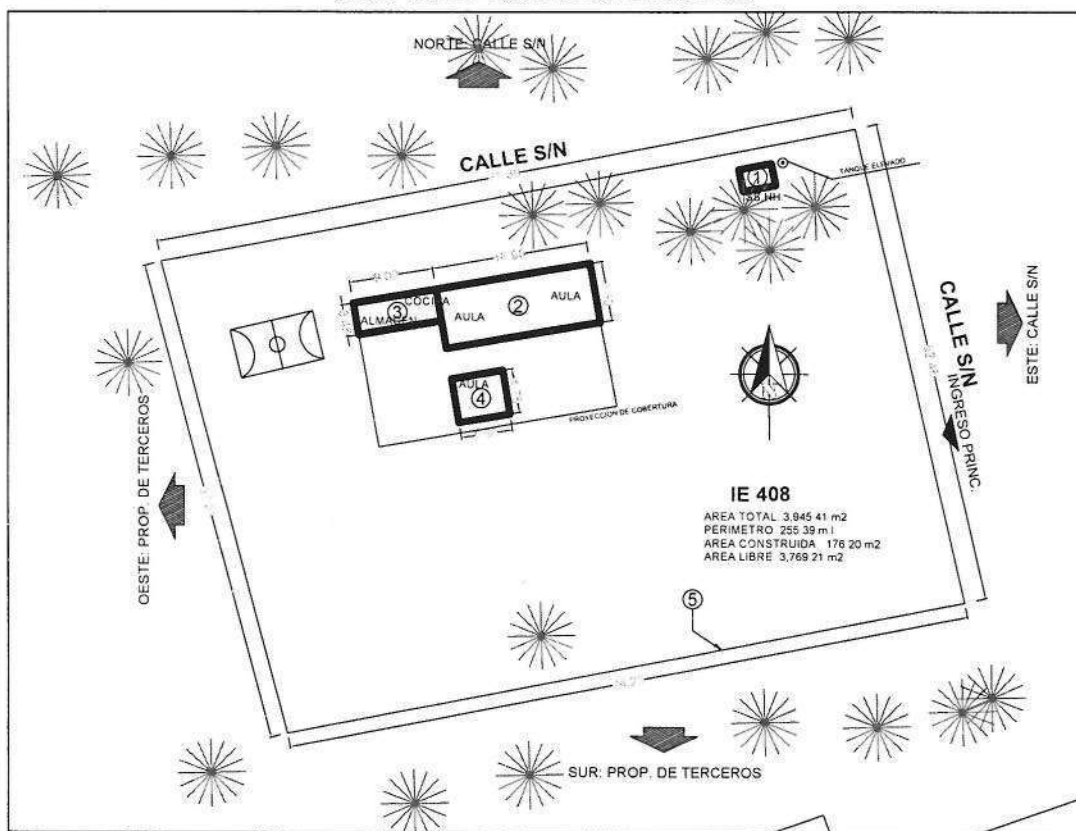 NORTE: CALLE S/N
CALLE S/N
1
TANQUE ELEVADO
SS.HH
COCINA
3
ALMACEN
2
AULA
AULA
AULA
4
PROYECCION DE COBERTURA
CALLE S/N
INGRESO PRINC.
ESTE: CALLE S/N
OESTE: PROP. DE TERCEROS
IE 408
AREA TOTAL 3,945 41 m2
PERIMETRO 255 39 m l
AREA CONSTRUIDA 176 20 m2
AREA LIBRE 3,769 21 m2
5
SUR: PROP. DE TERCEROS